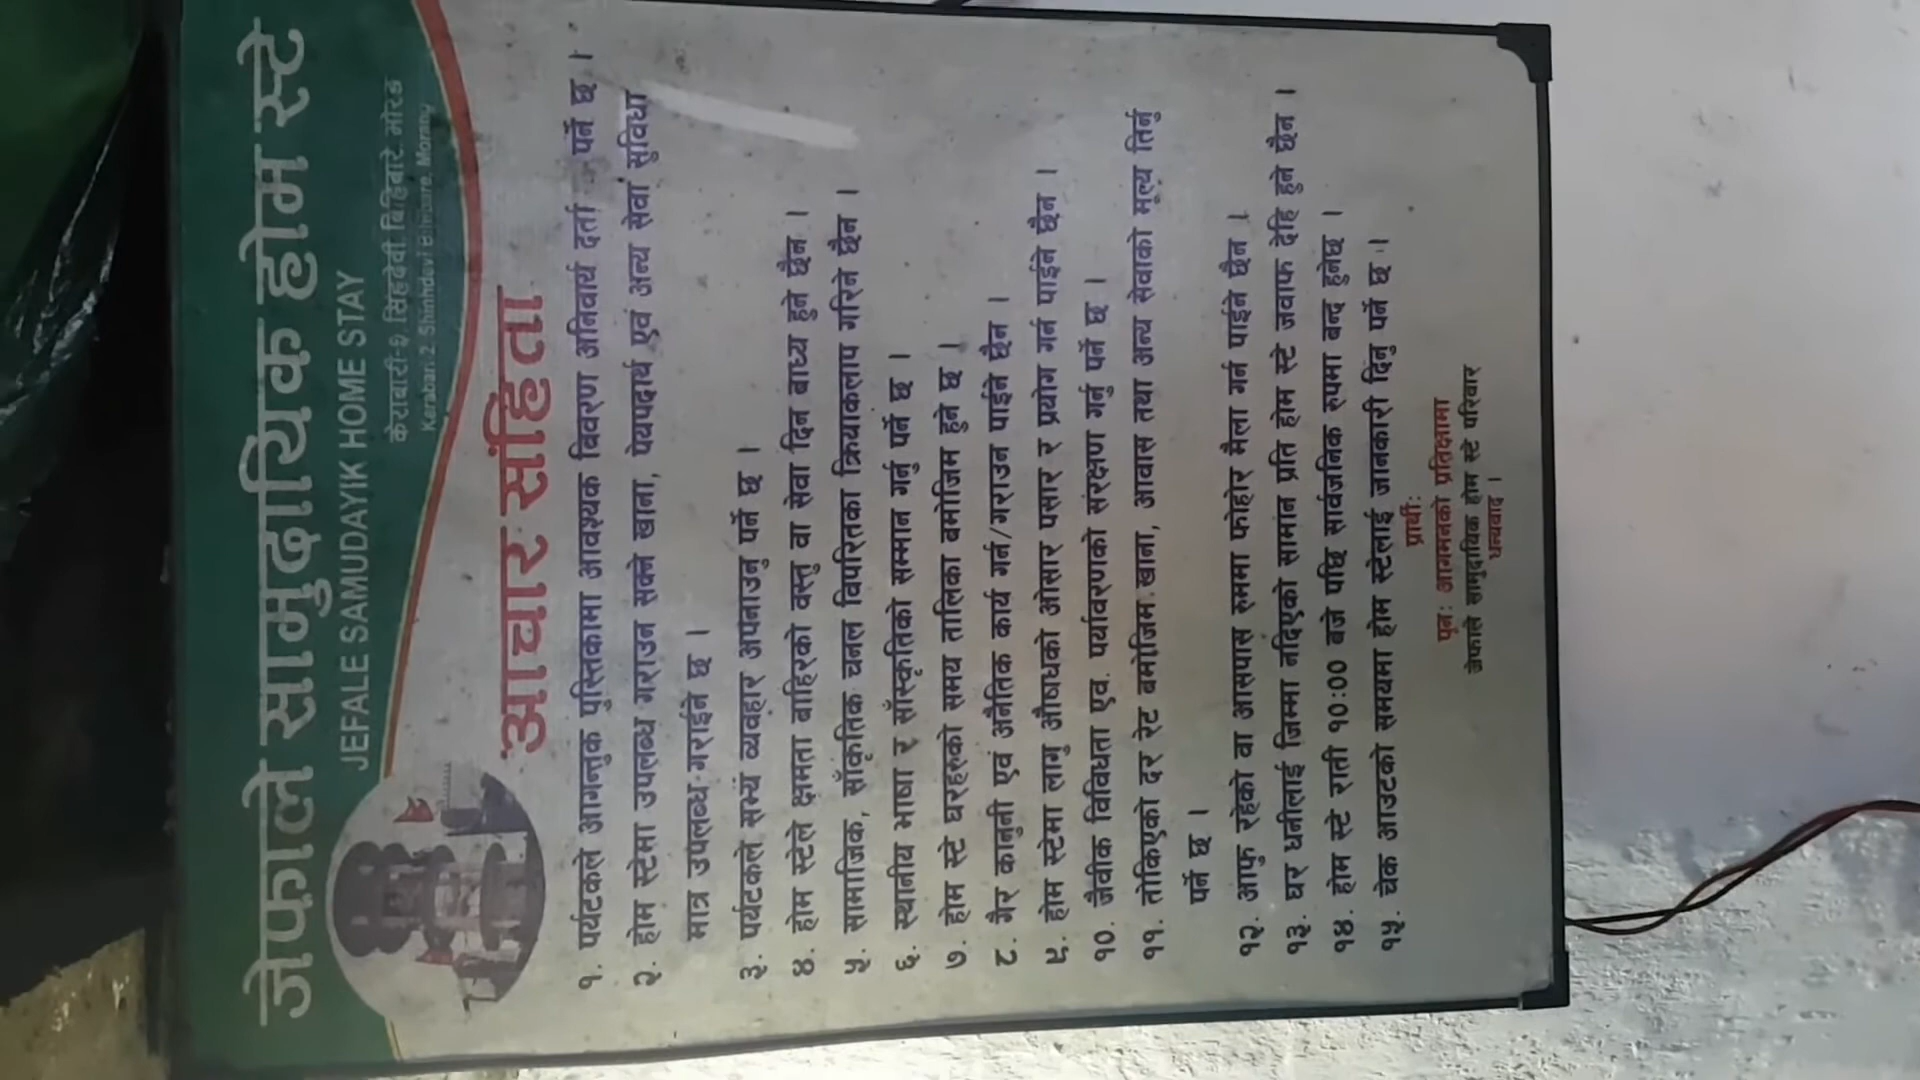 जेफाले सामुदायिक होम स्टे
JEFALE SAMUDAYIK HOME STAY
केराबारी-२, सिंहदेवी बिहिबारे, मोरङ
Kerabari-2, Shinhdevi Bihibare, Morang
आचार संहिता
१. पर्यटकले आगन्तुक पुस्तिकामा आवश्यक विवरण अनिवार्य दर्ता पर्ने छ ।
२. होम स्टेमा उपलब्ध गराउन सक्ने खाना, पेयपदार्थ एवं अन्य सेवा सुविधा
मात्र उपलब्ध गराईने छ ।
३. पर्यटकले सभ्य व्यवहार अपनाउनु पर्ने छ ।
४. होम स्टेले क्षमता बाहिरको वस्तु वा सेवा दिन बाध्य हुने छैन ।
५. सामाजिक, साँकृतिक चलन विपरितका क्रियाकलाप गरिने छैन ।
६. स्थानीय भाषा र साँस्कृतिको सम्मान गर्नु पर्ने छ ।
७. होम स्टे घरहरुको समय तालिका बमोजिम हुने छ ।
८. गैर कानुनी एवं अनैतिक कार्य गर्न/गराउन पाईने छैन ।
९. होम स्टेमा लागु औषधको ओसार पसार र प्रयोग गर्न पाईने छैन ।
१०. जैवीक विविधता एवं पर्यावरणको संरक्षण गर्नु पर्ने छ ।
११. तोकिएको दर रेट बमोजिम खाना, आवास तथा अन्य सेवाको मुल्य तिर्नु
पर्ने छ ।
१२. आफु रहेको वा आसपास रुममा फोहोर मैला गर्न पाईने छैन ।
१३. घर धनीलाई जिम्मा नदिएको सामान प्रति होम स्टे जवाफ देहि हुने छैन ।
१४. होम स्टे राती १०:०० बजे पछि सार्वजनिक रुपमा बन्द हुनेछ ।
१५. चेक आउटको समयमा होम स्टेलाई जानकारी दिनु पर्ने छ ।
प्रार्थी:
पुनः आगमनको प्रतिक्षामा
जेफाले सामुदायिक होम स्टे परिवार
धन्यवाद ।